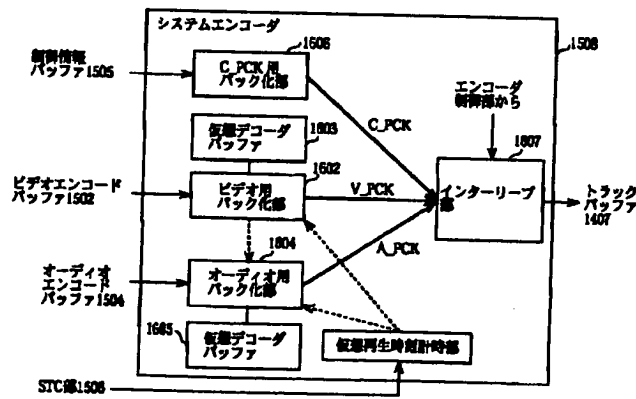 システムエンコーダ
1606
1508
制御情報
バッファ1505
C_PCK 用
パック化部
エンコーダ
制御部から
C_PCK
仮想デコーダ
バッファ
1603
1602
1607
ビデオエンコード
バッファ1502
ビデオ用
パック化部
V_PCK
インターリーブ
部
トラック
バッファ
1407
A_PCK
1604
オーディオ
エンコード
バッファ1504
オーディオ用
パック化部
1605
仮想デコーダ
バッファ
仮想再生時刻計時部
STC部1506